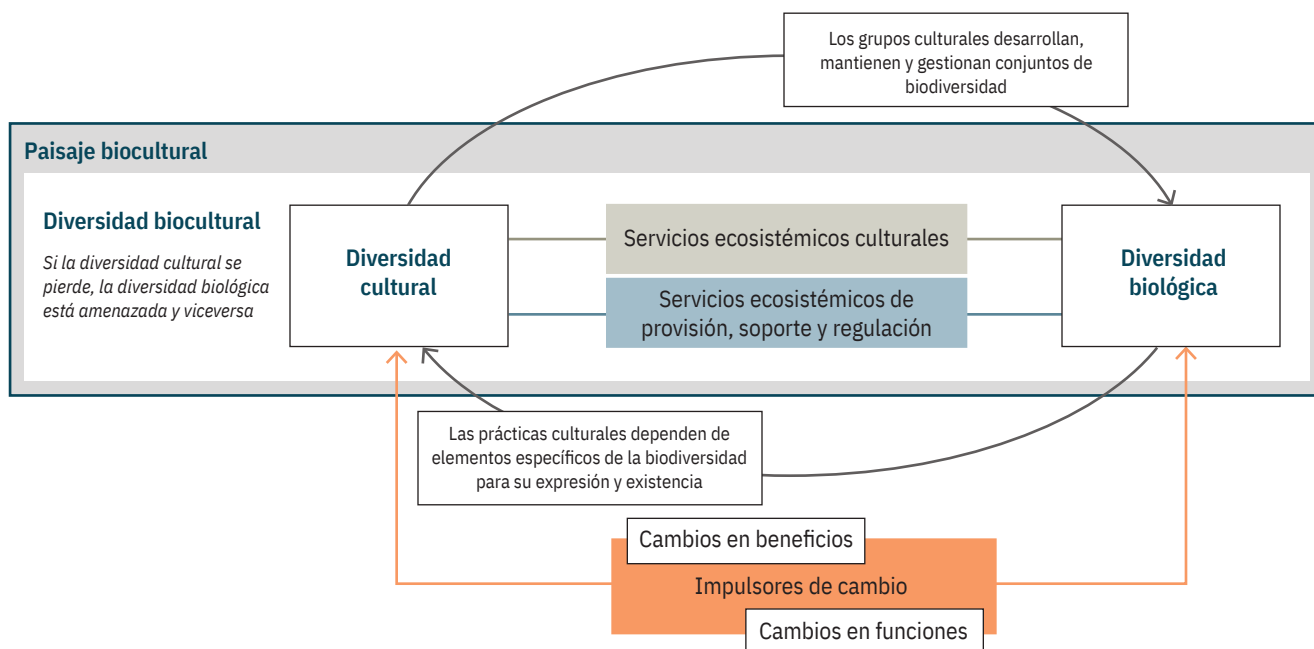 Los grupos culturales desarrollan,
mantienen y gestionan conjuntos de
biodiversidad
Paisaje biocultural
Diversidad biocultural
Si la diversidad cultural se
pierde, la diversidad biológica
está amenazada y viceversa
Diversidad
cultural
Servicios ecosistémicos culturales
Servicios ecosistémicos de
provisión, soporte y regulación
Diversidad
biológica
Las prácticas culturales dependen de
elementos específicos de la biodiversidad
para su expresión y existencia
Cambios en beneficios
Impulsores de cambio
Cambios en funciones